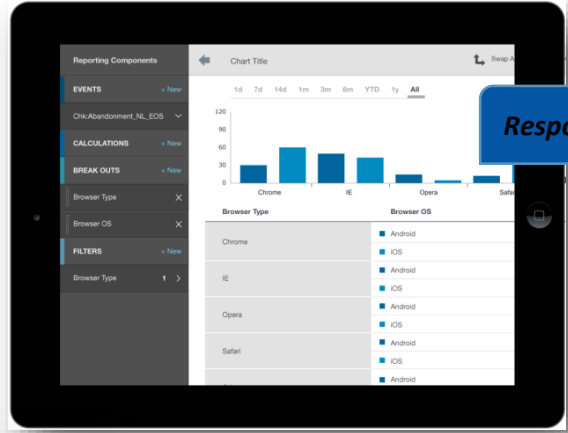 Reporting Components
EVENTS + New
Chk:Abandonment_NL_EOS
CALCULATIONS + New
BREAK OUTS + New
Browser Type X
Browser OS X
FILTERS + New
Browser Type 1 >
Chart Title
Swap A
1d 7d 14d 1m 3m 6m YTD 1y All
120
90
60
30
0
Chrome IE Opera Safar
Respo
Browser Type Browser OS
Chrome
Android
iOS
IE
Android
iOS
Opera
Android
iOS
Safari
Android
iOS
Android